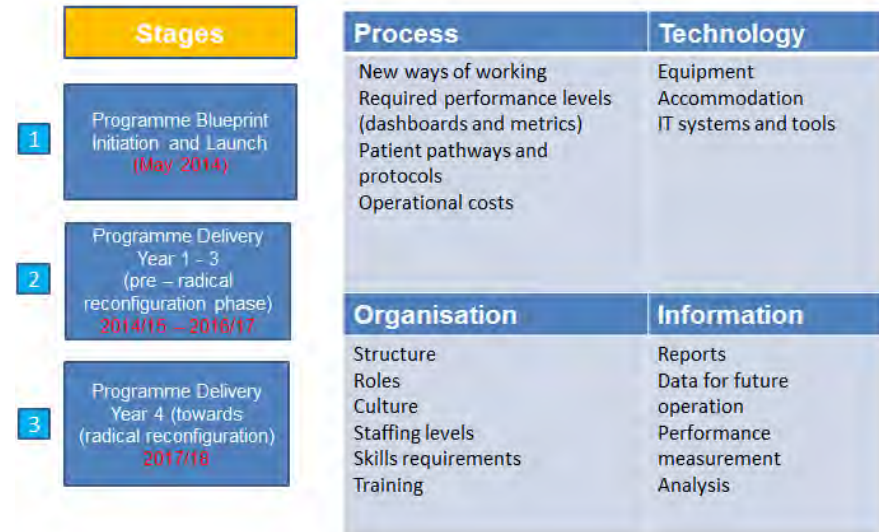 Stages
1
Programme Blueprint
Initiation and Launch
(May 2014)
2
Programme Delivery
Year 1 - 3
(pre – radical
reconfiguration phase)
2014/15 – 2016/17
3
Programme Delivery
Year 4 (towards
(radical reconfiguration)
2017/18
Process
New ways of working
Required performance levels
(dashboards and metrics)
Patient pathways and
protocols
Operational costs
Technology
Equipment
Accommodation
IT systems and tools
Organisation
Structure
Roles
Culture
Staffing levels
Skills requirements
Training
Information
Reports
Data for future
operation
Performance
measurement
Analysis